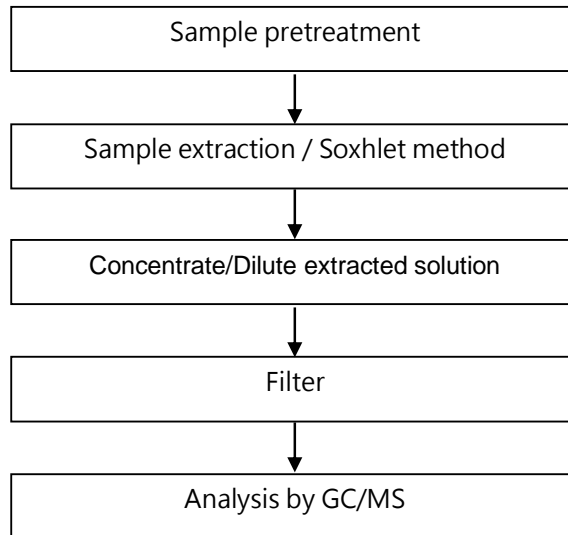 Sample pretreatment
Sample extraction / Soxhlet method
Concentrate/Dilute extracted solution
Filter
Analysis by GC/MS